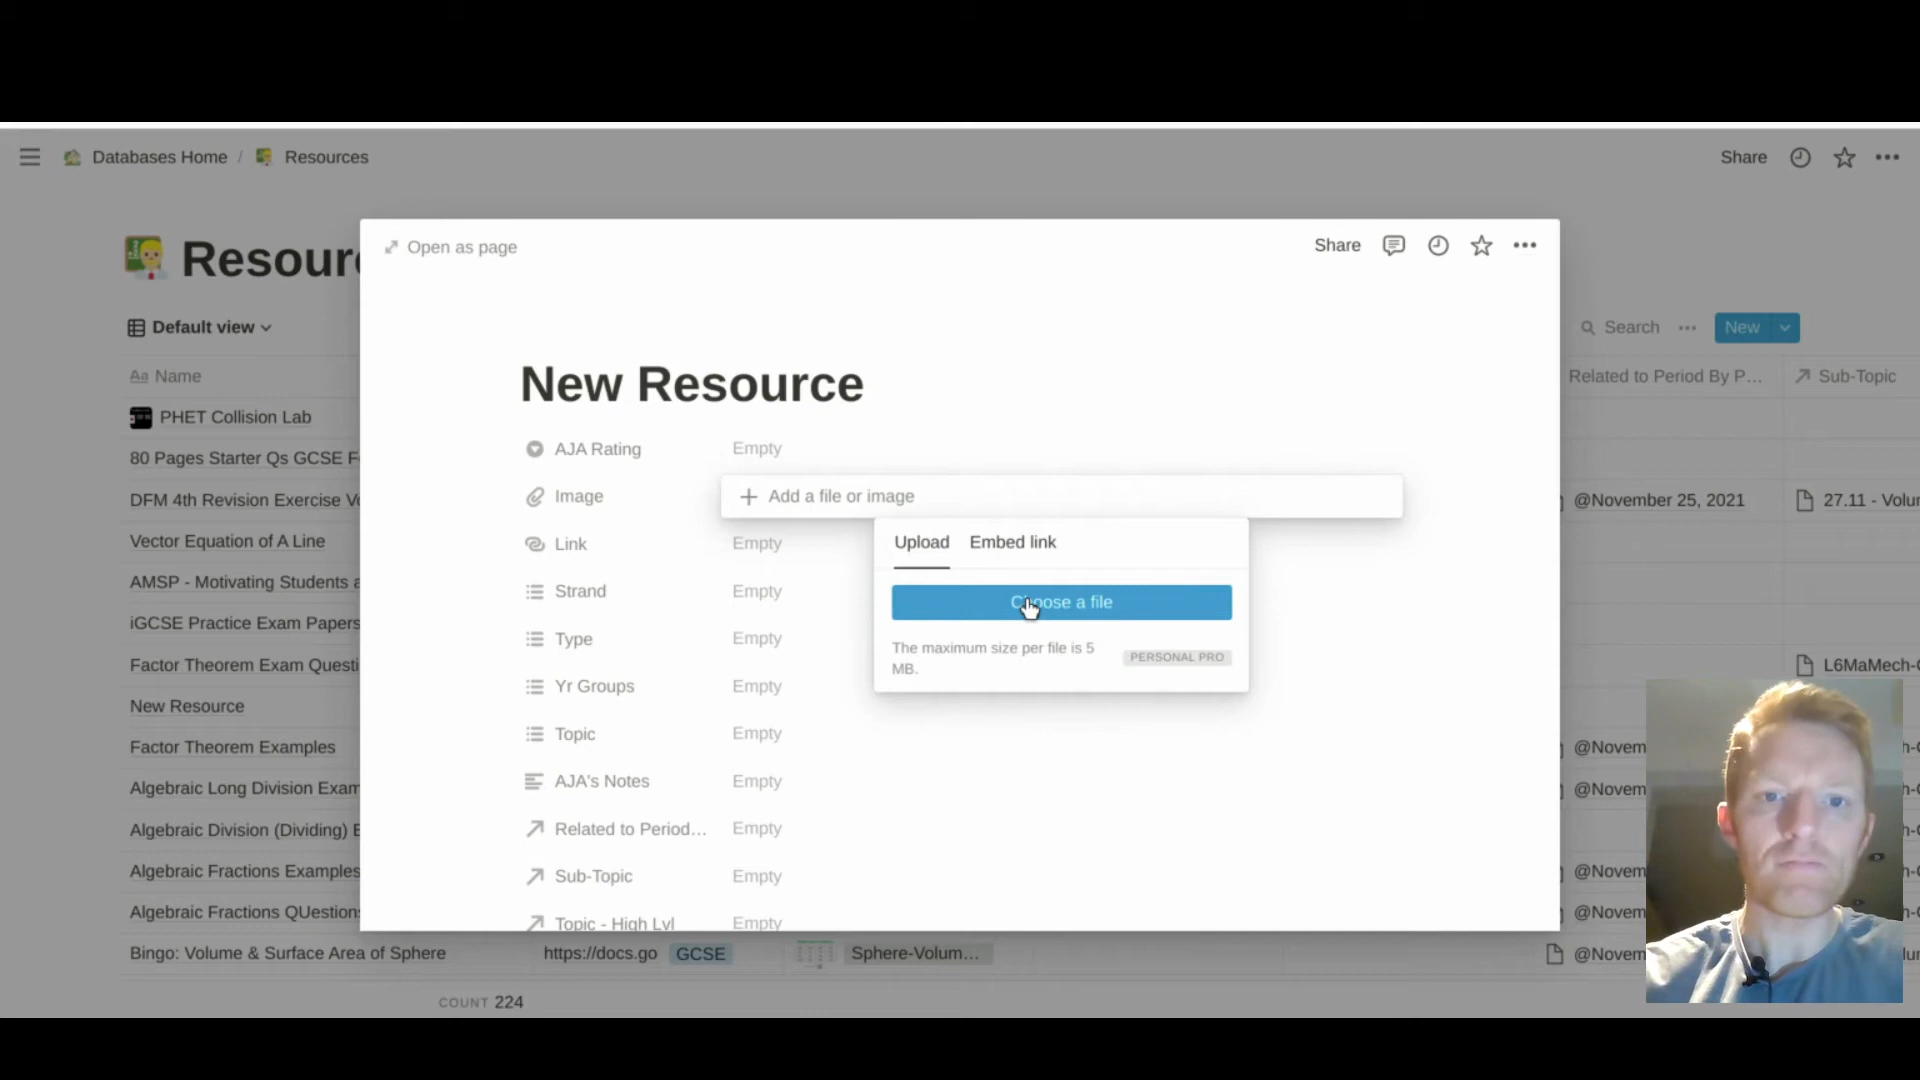 Databases Home / Resources
Share
Resourc
Open as page
Share
Default view
Search
New
New Resource
Aa Name
Related to Period By P...
Sub-Topic
PHET Collision Lab
AJA Rating
Empty
80 Pages Starter Qs GCSE F
Image
Add a file or image
DFM 4th Revision Exercise Vo
@November 25, 2021
27.11 - Volu
Vector Equation of A Line
Link
Empty
Upload
Embed link
AMSP - Motivating Students a
Strand
Empty
Choose a file
iGCSE Practice Exam Papers
Type
Empty
The maximum size per file is 5
MB.
PERSONAL PRO
Factor Theorem Exam Questi
L6MaMech-
Yr Groups
Empty
New Resource
Topic
Empty
Factor Theorem Examples
@Novem
AJA's Notes
Empty
Algebraic Long Division Exam
@Novem
Related to Period...
Empty
Algebraic Division (Dividing) E
Sub-Topic
Empty
Algebraic Fractions Examples
@Novem
Topic - High Lvl
Empty
Algebraic Fractions QUestions
@Novem
Bingo: Volume & Surface Area of Sphere
https://docs.go
GCSE
Sphere-Volum...
@Novem
COUNT 224